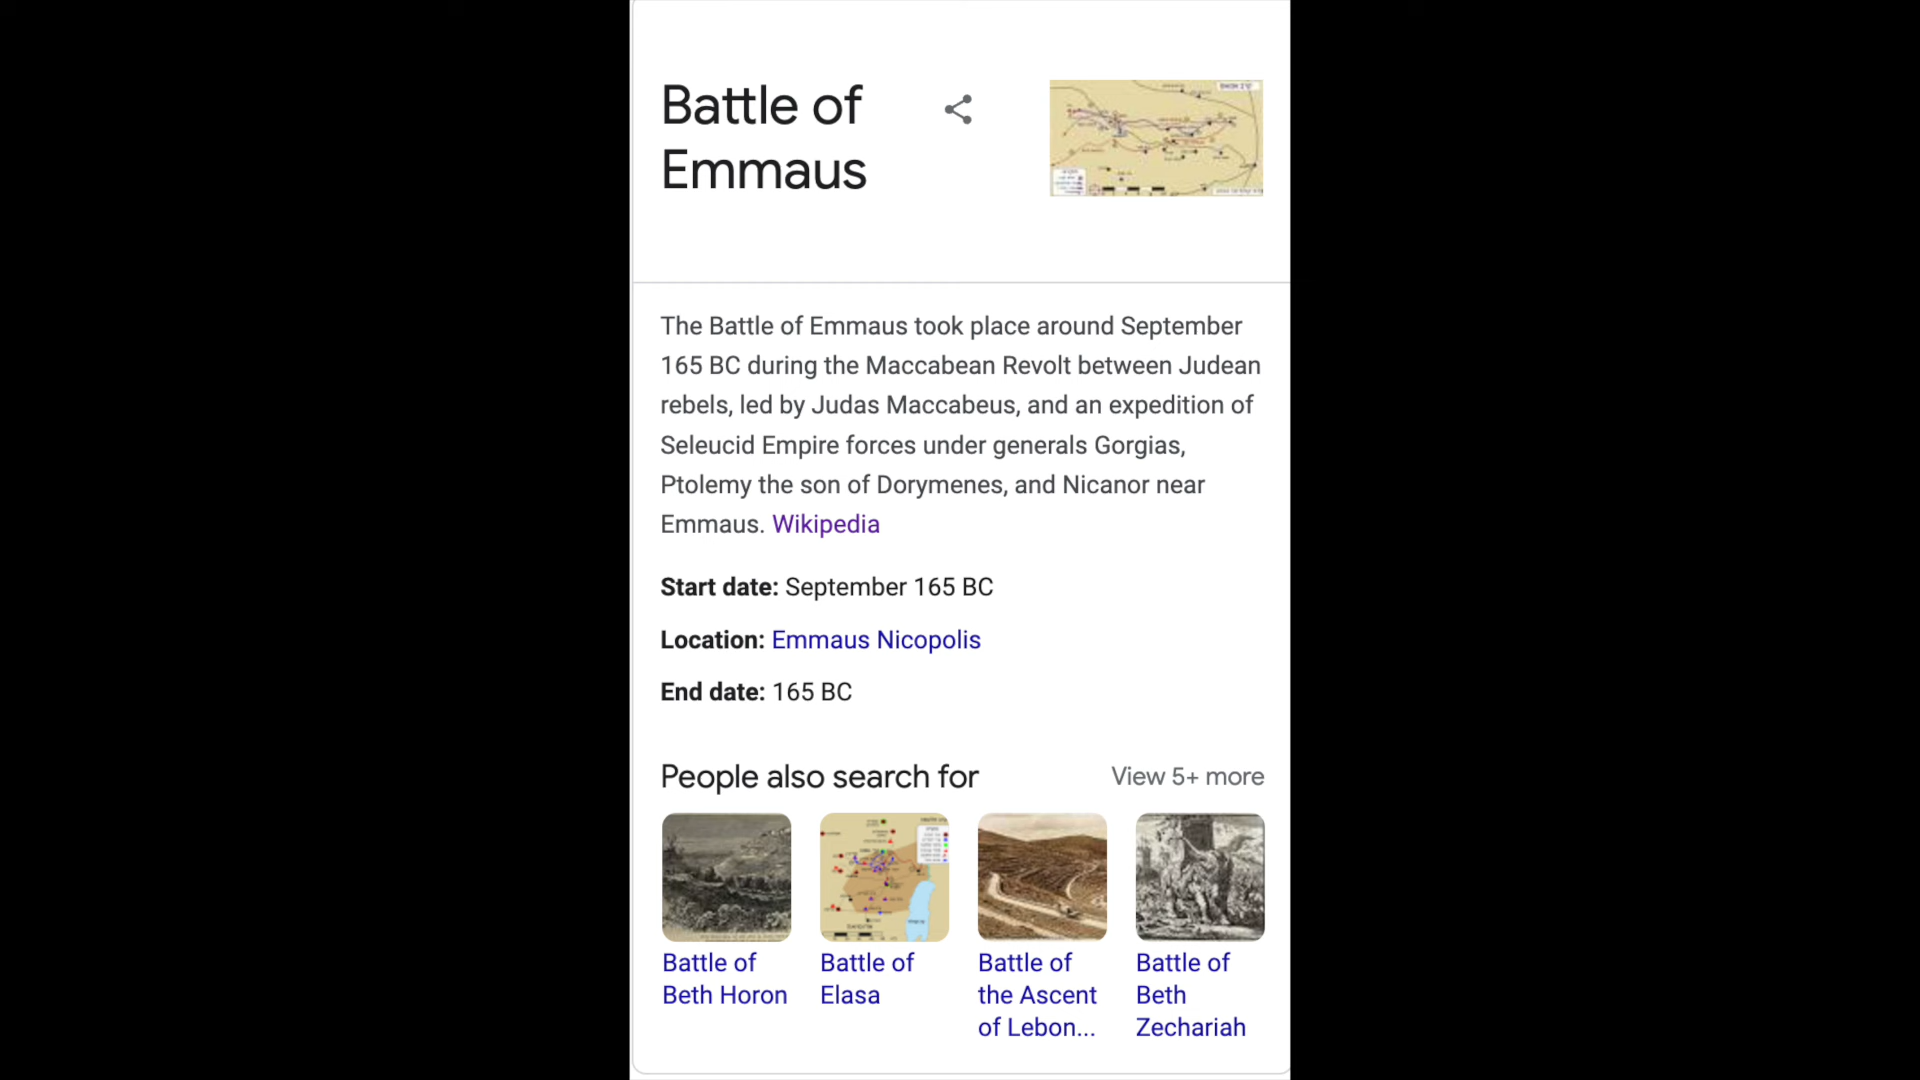 Battle of
Emmaus
The Battle of Emmaus took place around September
165 BC during the Maccabean Revolt between Judean
rebels, led by Judas Maccabeus, and an expedition of
Seleucid Empire forces under generals Gorgias,
Ptolemy the son of Dorymenes, and Nicanor near
Emmaus. Wikipedia
Start date: September 165 BC
Location: Emmaus Nicopolis
End date: 165 BC
People also search for
View 5+ more
Battle of
Beth Horon
Battle of
Elasa
Battle of
the Ascent
of Lebon...
Battle of
Beth
Zechariah